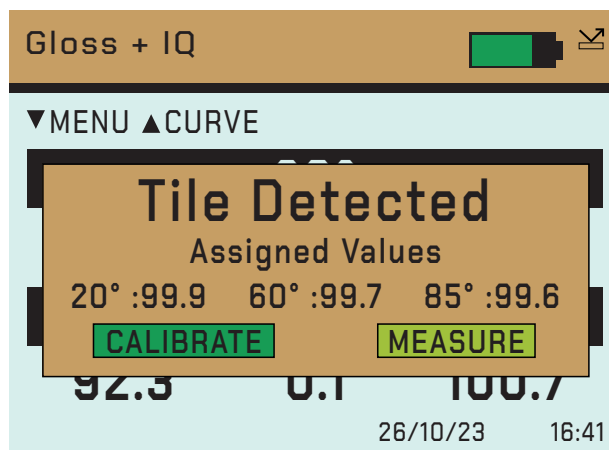 Gloss + IQ
▼MENU ▲CURVE
Tile Detected
Assigned Values
20° :99.9 60° :99.7 85° :99.6
CALIBRATE MEASURE
92.3 0.1 100.7
26/10/23 16:41